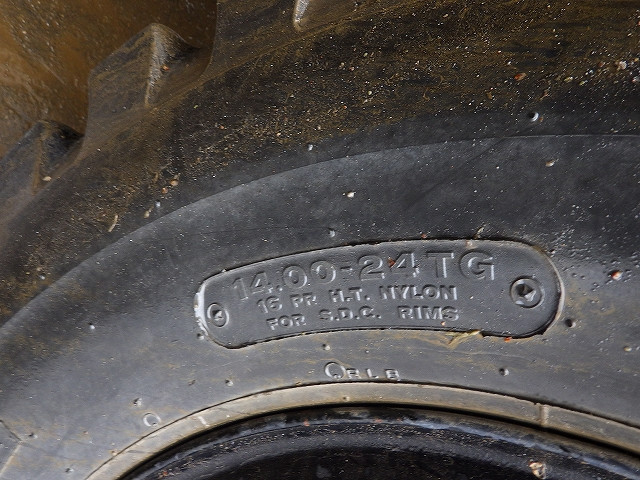 14.00-24TG
16 PR H.T. NYLON
FOR S.D.C. RIMS